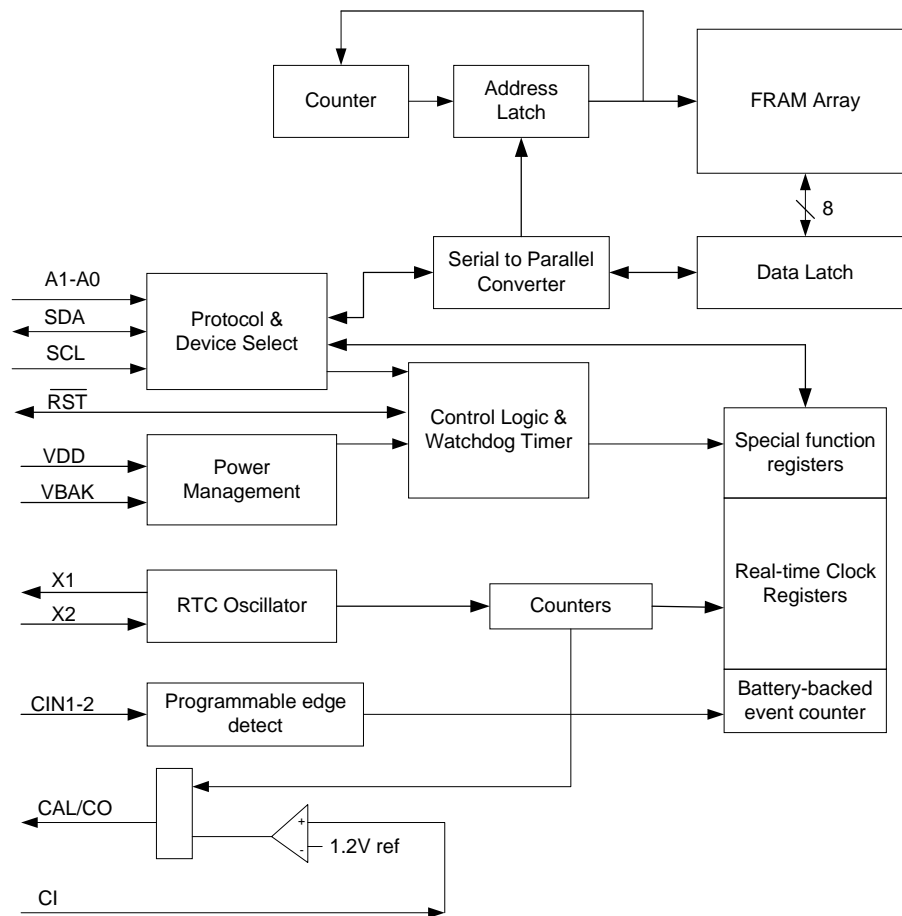 Counter
Address
Latch
FRAM Array
8
Serial to Parallel
Converter
Data Latch
A1-A0
SDA
SCL
Protocol &
Device Select
RST
Control Logic &
Watchdog Timer
VDD
VBAK
Power
Management
Special function
registers
X1
X2
RTC Oscillator
Counters
Real-time Clock
Registers
CIN1-2
Programmable edge
detect
Battery-backed
event counter
CAL/CO
+
-
1.2V ref
CI